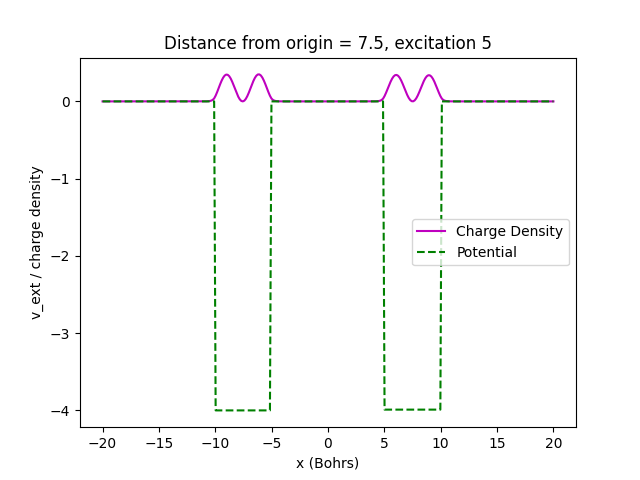 Distance from origin = 7.5, excitation 5
v_ext / charge density
0
−1
−2
−3
−4
Charge Density
Potential
−20
−15
−10
−5
0
5
10
15
20
x (Bohrs)